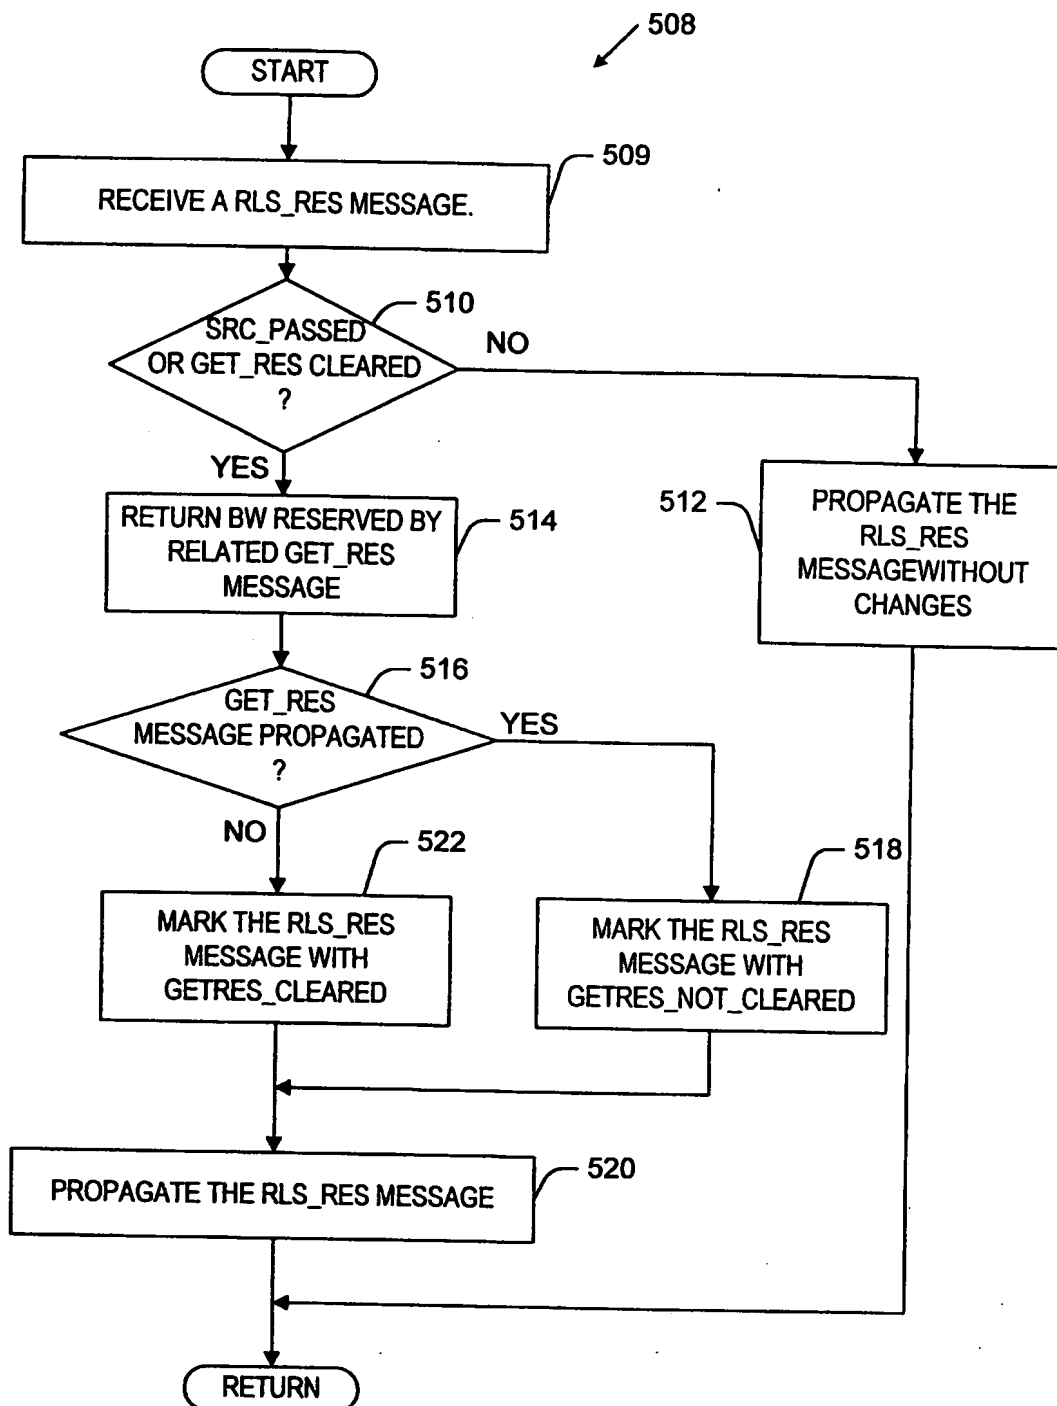 508
START
509
RECEIVE A RLS_RES MESSAGE.
510
SRC_PASSED
OR GET_RES CLEARED
?
NO
YES
RETURN BW RESERVED BY
RELATED GET_RES
MESSAGE
514
512
PROPAGATE THE
RLS_RES
MESSAGEWITHOUT
CHANGES
516
GET_RES
MESSAGE PROPAGATED
?
YES
NO
522
MARK THE RLS_RES
MESSAGE WITH
GETRES_CLEARED
518
MARK THE RLS_RES
MESSAGE WITH
GETRES_NOT_CLEARED
520
PROPAGATE THE RLS_RES MESSAGE
RETURN